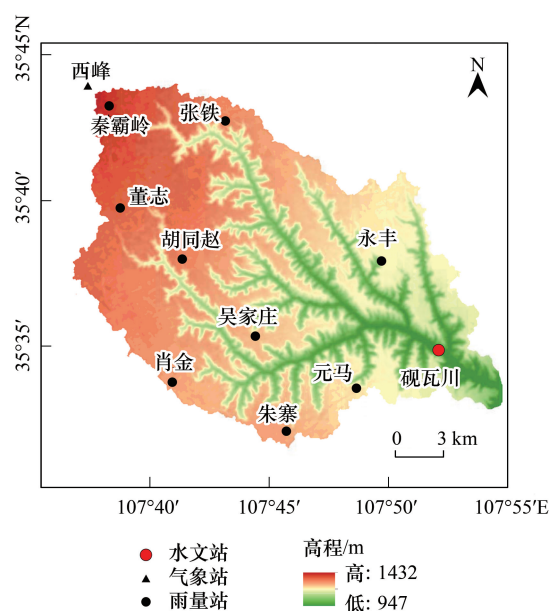 35°45′N
35°40′
35°35′
N
西峰
秦霸岭
张铁
董志
胡同赵
永丰
吴家庄
肖金
元马
砚瓦川
朱寨
0 3 km
107°40′ 107°45′ 107°50′ 107°55′E
水文站
气象站
雨量站
高程/m
高: 1432
低: 947